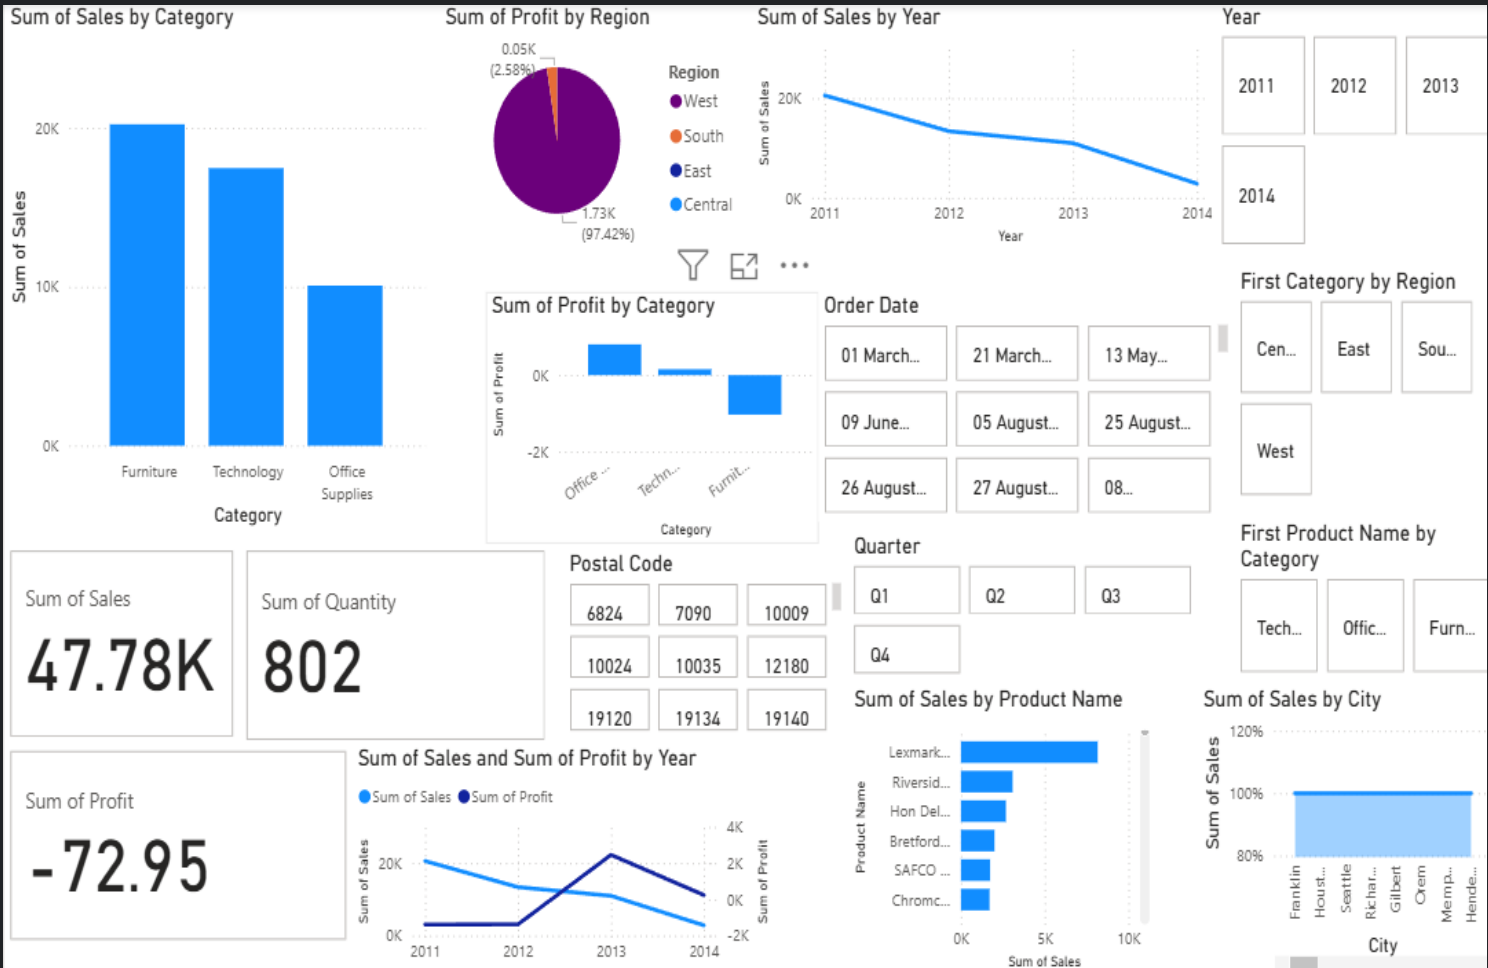 Sum of Sales by Category
Sum of Sales
20K
10K
0K
Furniture
Technology
Office
Supplies
Category
Sum of Profit by Region
0.05K
(2.58%)
1.73K
(97.42%)
Region
West
South
East
Central
Sum of Sales by Year
Sum of Sales
20K
0K
2011
2012
2013
2014
Year
Year
2011
2012
2013
2014
Sum of Profit by Category
Sum of Profit
0K
-2K
Office ...
Techn...
Furnit...
Category
Order Date
01 March...
21 March...
13 May...
09 June...
05 August...
25 August...
26 August...
27 August...
08...
First Category by Region
Cen...
East
Sou...
West
Sum of Sales
47.78K
Sum of Quantity
802
Postal Code
6824
7090
10009
10024
10035
12180
19120
19134
19140
Quarter
Q1
Q2
Q3
Q4
First Product Name by
Category
Tech...
Offic...
Furn...
Sum of Profit
-72.95
Sum of Sales and Sum of Profit by Year
Sum of Sales
Sum of Profit
Sum of Sales
20K
0K
4K
2K
0K
-2K
Sum of Profit
2011
2012
2013
2014
Sum of Sales by Product Name
Product Name
Lexmark...
Riversid...
Hon Del...
Bretford...
SAFCO ...
Chromc...
0K
5K
10K
Sum of Sales
Sum of Sales by City
Sum of Sales
120%
100%
80%
Franklin
Houst...
Seattle
Richar...
Gilbert
Orem
Memp...
Hende...
City